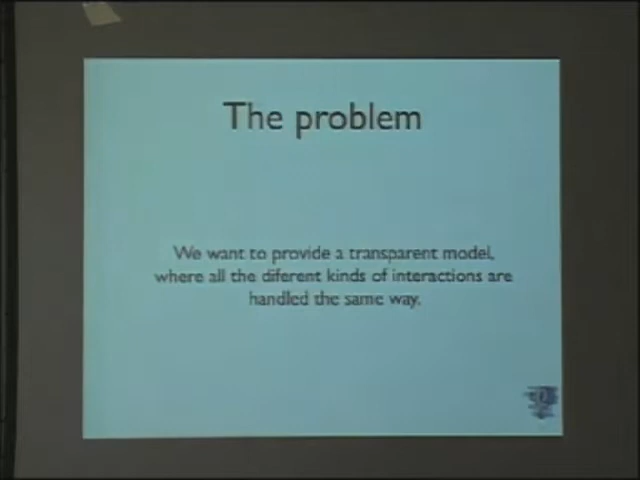 The problem
We want to provide a transparent model,
where all the diferent kinds of interactions are
handled the same way.